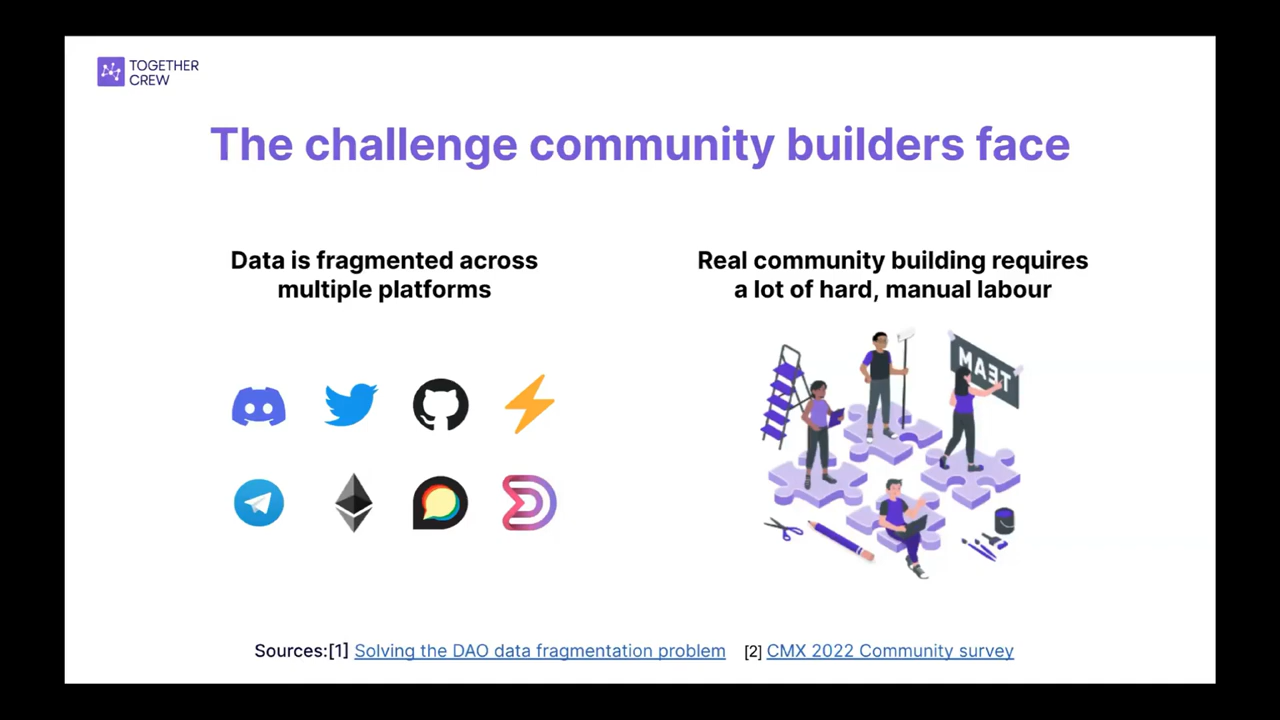 TOGETHER
CREW
The challenge community builders face
Data is fragmented across
multiple platforms
Real community building requires
a lot of hard, manual labour
TEAM
Sources:[1] Solving the DAO data fragmentation problem [2] CMX 2022 Community survey